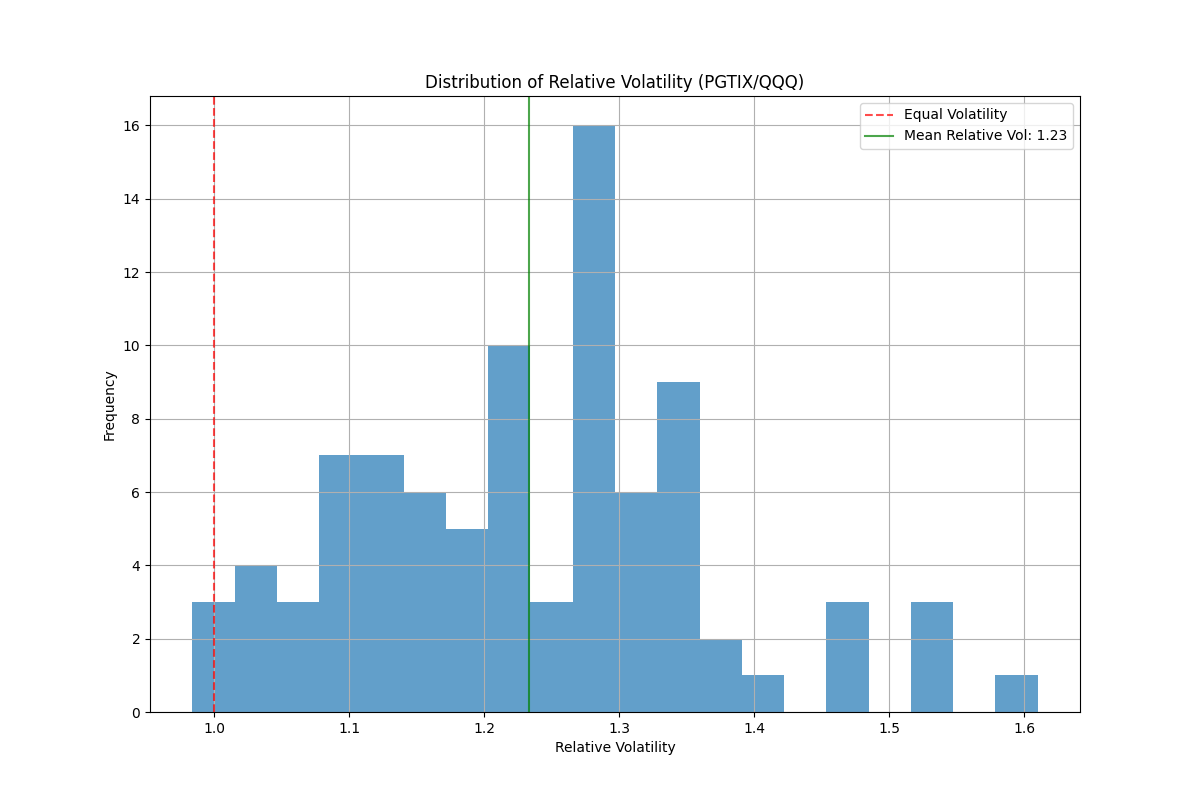 Distribution of Relative Volatility (PGTIX/QQQ)
Equal Volatility
Mean Relative Vol: 1.23
Frequency
16
14
12
10
8
6
4
2
0
1.0 1.1 1.2 1.3 1.4 1.5 1.6
Relative Volatility